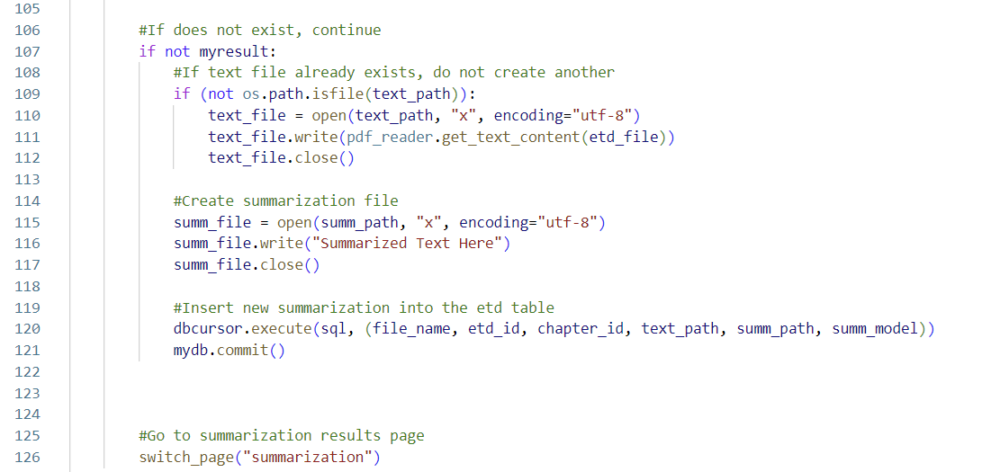 105
106 #If does not exist, continue
107 if not myresult:
108 #If text file already exists, do not create another
109 if (not os.path.isfile(text_path)):
110 text_file = open(text_path, "x", encoding="utf-8")
111 text_file.write(pdf_reader.get_text_content(etd_file))
112 text_file.close()
113
114 #Create summarization file
115 summ_file = open(summ_path, "x", encoding="utf-8")
116 summ_file.write("Summarized Text Here")
117 summ_file.close()
118
119 #Insert new summarization into the etd table
120 dbcursor.execute(sql, (file_name, etd_id, chapter_id, text_path, summ_path, summ_model))
121 mydb.commit()
122
123
124
125 #Go to summarization results page
126 switch_page("summarization")